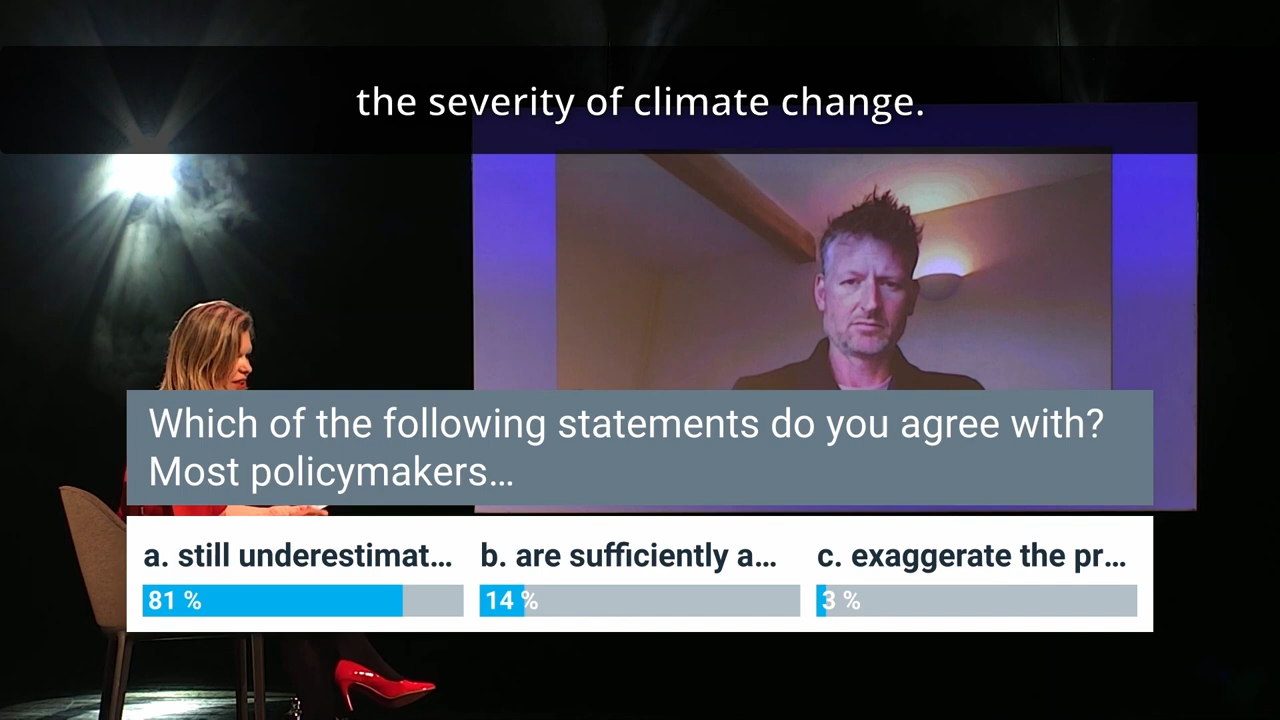 the severity of climate change.
Which of the following statements do you agree with?
Most policymakers...
a. still underestimat...
b. are sufficiently a...
c. exaggerate the pr...
81 %
14 %
3 %